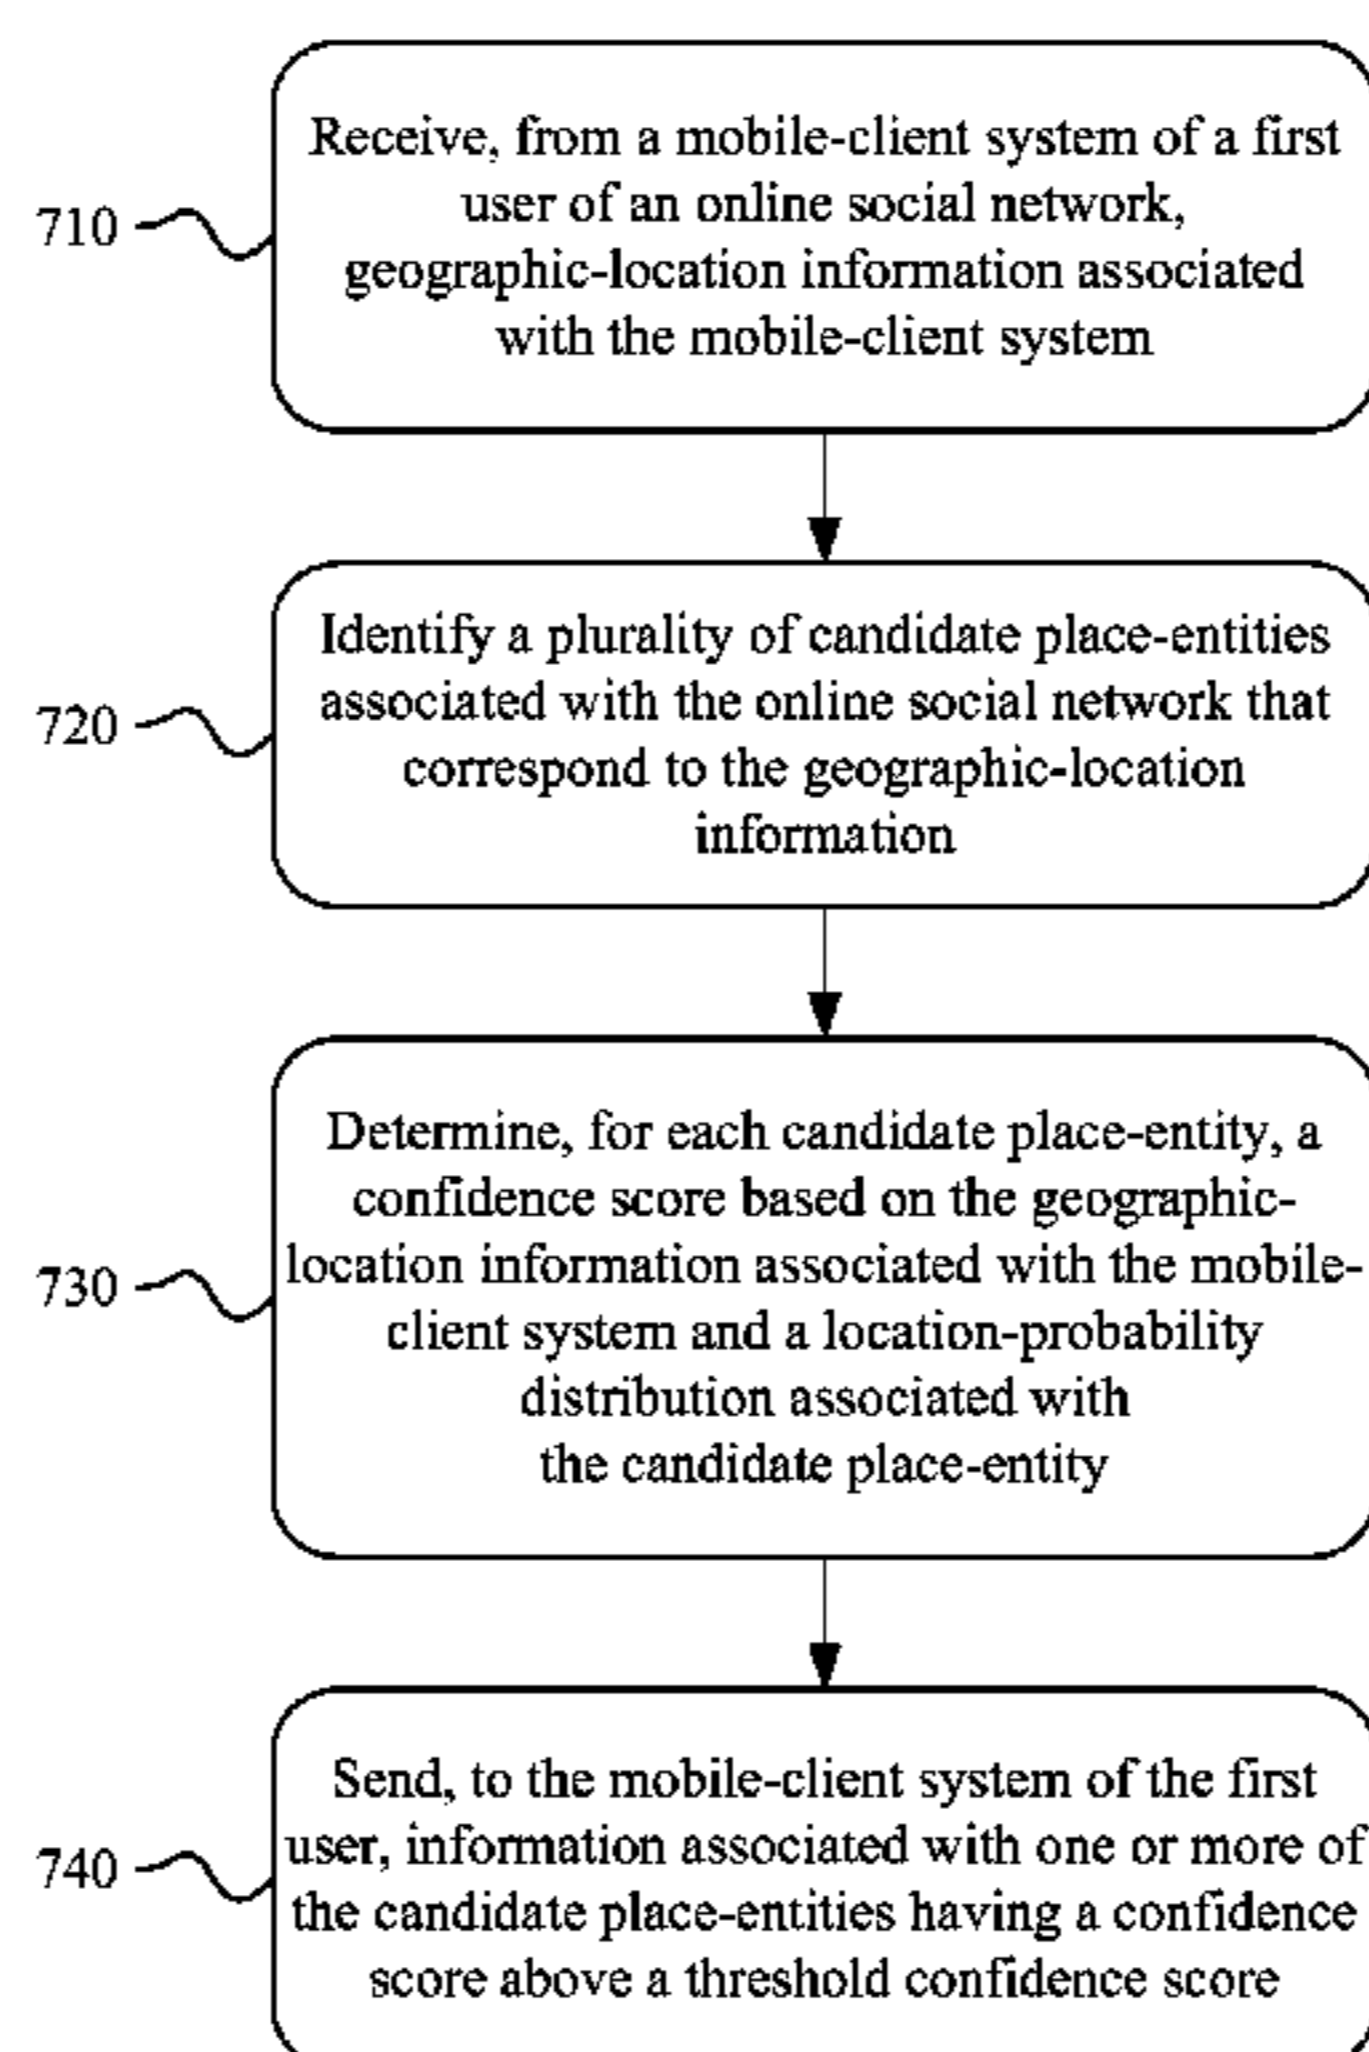 Receive, from a mobile-client system of a first
user of an online social network,
geographic-location information associated
with the mobile-client system
710
Identify a plurality of candidate place-entities
associated with the online social network that
correspond to the geographic-location
information
720
Determine, for each candidate place-entity, a
confidence score based on the geographic-
location information associated with the mobile-
client system and a location-probability
distribution associated with
the candidate place-entity
730
Send, to the mobile-client system of the first
user, information associated with one or more of
the candidate place-entities having a confidence
score above a threshold confidence score
740